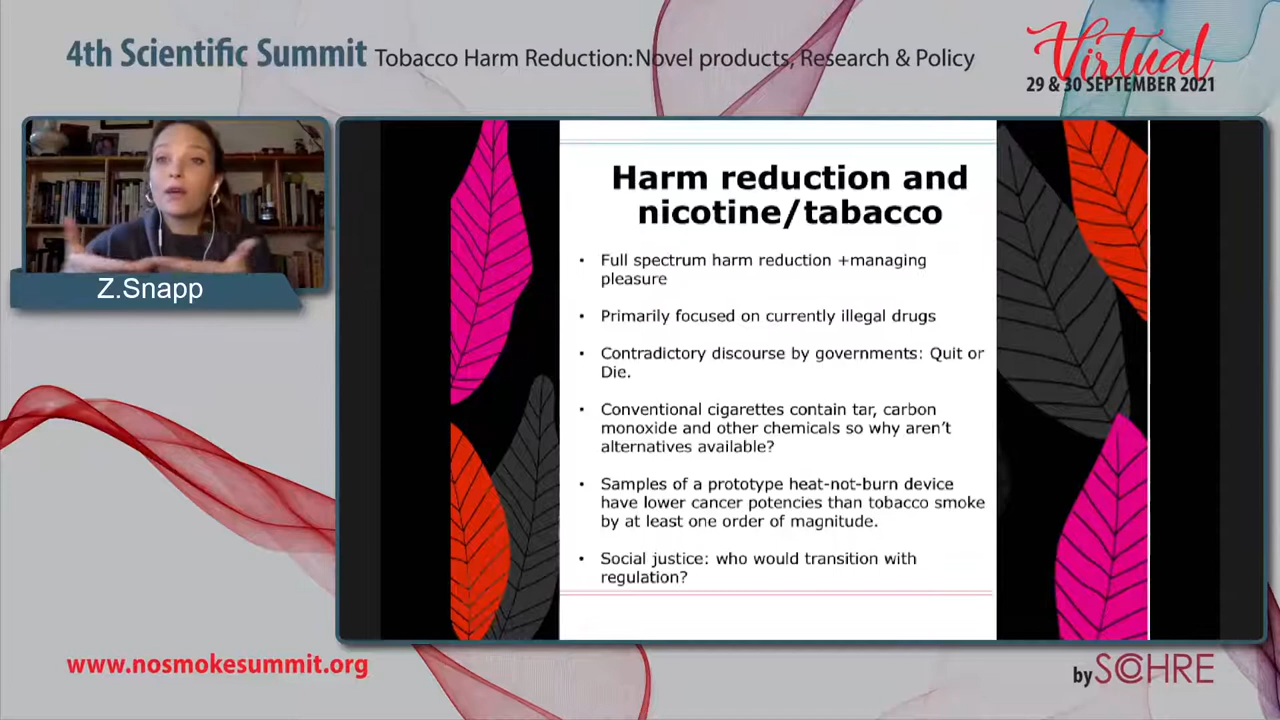 4th Scientific Summit Tobacco Harm Reduction: Novel products, Research & Policy
Virtual
29 & 30 SEPTEMBER 2021
Z.Snapp
Harm reduction and
nicotine/tabacco
• Full spectrum harm reduction +managing
pleasure
• Primarily focused on currently illegal drugs
• Contradictory discourse by governments: Quit or
Die.
• Conventional cigarettes contain tar, carbon
monoxide and other chemicals so why aren't
alternatives available?
• Samples of a prototype heat-not-burn device
have lower cancer potencies than tobacco smoke
by at least one order of magnitude.
• Social justice: who would transition with
regulation?
www.nosmokesummit.org
by SCOHRE